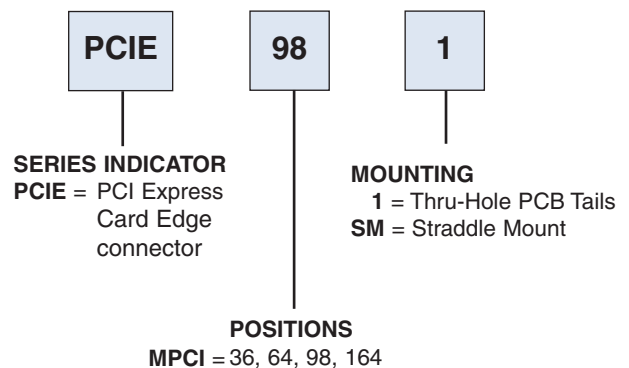 PCIE 98 1
SERIES INDICATOR
PCIE = PCI Express
Card Edge
connector
MOUNTING
1 = Thru-Hole PCB Tails
SM = Straddle Mount
POSITIONS
MPCI = 36, 64, 98, 164